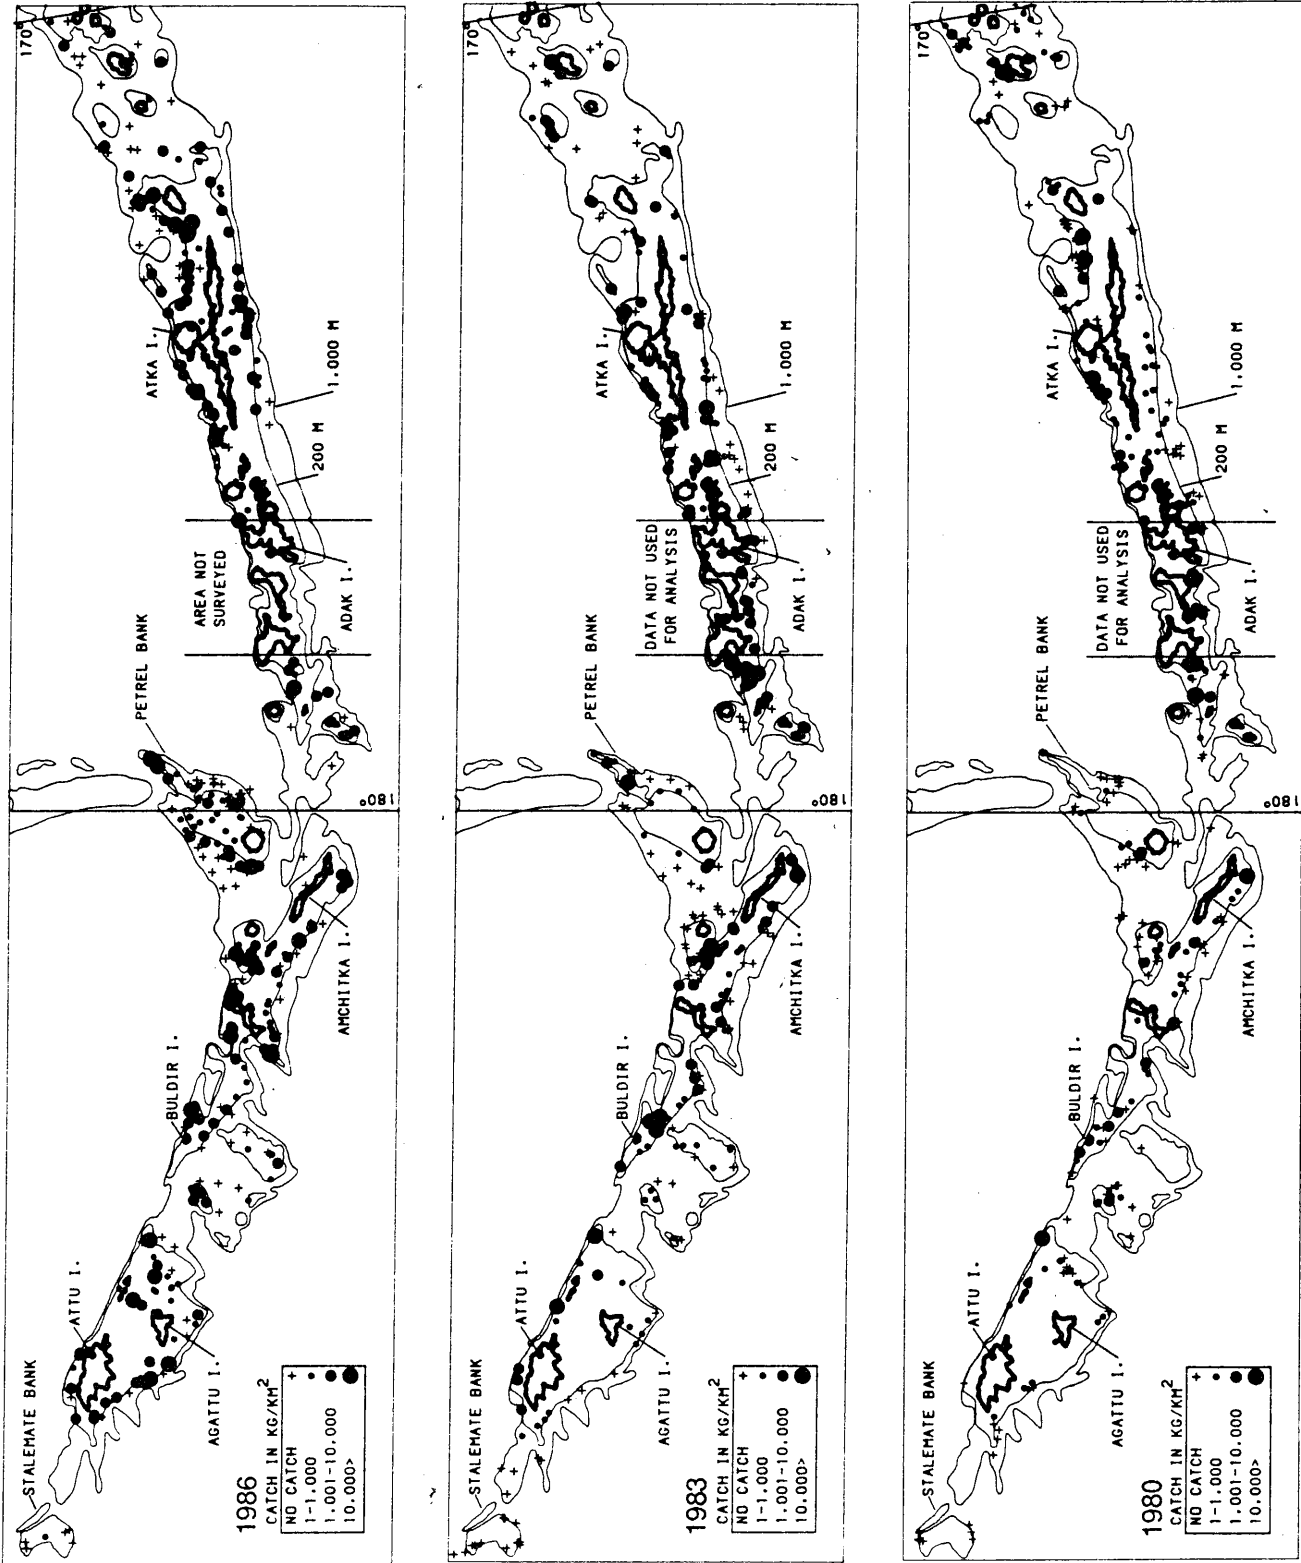 STALEMATE BANK
ATTU I.
BULDIR I.
PETREL BANK
ATKA I.
170°
AREA NOT
SURVEYED
200 M
1.000 M
ADAK I.
180°
AMCHITKA I.
AGATTU I.
1986
CATCH IN KG/KM²
NO CATCH +
1-1.000
1.001-10.000
10.000>
STALEMATE BANK
ATTU I.
BULDIR I.
PETREL BANK
ATKA I.
170°
DATA NOT USED
FOR ANALYSIS
200 M
1.000 M
ADAK I.
180°
AMCHITKA I.
AGATTU I.
1983
CATCH IN KG/KM²
NO CATCH +
1-1.000
1.001-10.000
10.000>
STALEMATE BANK
ATTU I.
BULDIR I.
PETREL BANK
ATKA I.
170°
DATA NOT USED
FOR ANALYSIS
200 M
1.000 M
ADAK I.
180°
AMCHITKA I.
AGATTU I.
1980
CATCH IN KG/KM²
NO CATCH +
1-1.000
1.001-10.000
10.000>